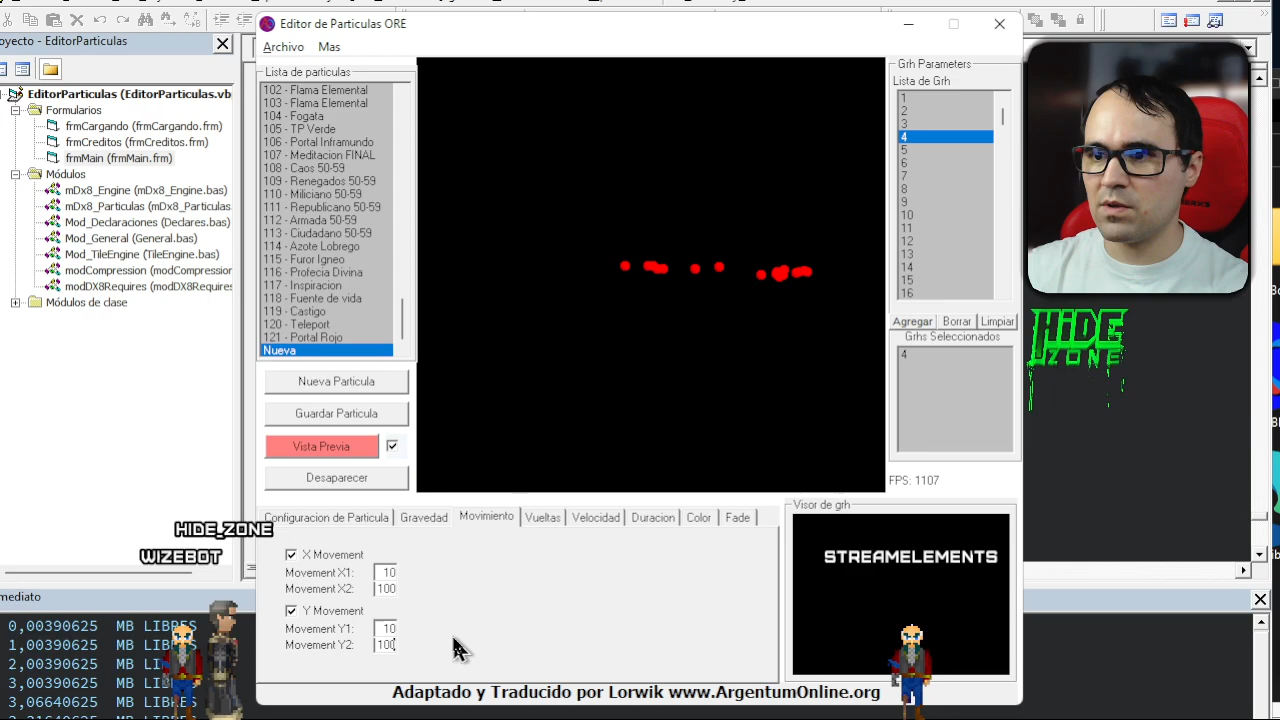 Editor de Particulas ORE
Archivo Mas
oyecto - EditorParticulas
EditorParticulas (EditorParticulas.vb
Formularios
frmCargando (frmCargando.frm)
frmCreditos (frmCreditos.frm)
frmMain (frmMain.frm)
Módulos
mDx8_Engine (mDx8_Engine.bas)
mDx8_Particulas (mDx8_Particulas
Mod_Declaraciones (Declares.bas)
Mod_General (General.bas)
Mod_TileEngine (TileEngine.bas)
modCompression (modCompression
modDX8Requires (modDX8Requires
Módulos de clase
Lista de particulas
102 - Flama Elemental
103 - Flama Elemental
104 - Fogata
105 - TP Verde
106 - Portal Inframundo
107 - Meditacion FINAL
108 - Caos 50-59
109 - Renegados 50-59
110 - Miliciano 50-59
111 - Republicano 50-59
112 - Armada 50-59
113 - Ciudadano 50-59
114 - Azote Lobrego
115 - Furor Igneo
116 - Profecia Divina
117 - Inspiracion
118 - Fuente de vida
119 - Castigo
120 - Teleport
121 - Portal Rojo
Nueva
Nueva Particula
Guardar Particula
Vista Previa
Desaparecer
Grh Parameters
Lista de Grh
1
2
3
4
5
6
7
8
9
10
11
12
13
14
15
16
Agregar Borrar Limpiar
Grhs Seleccionados
4
FPS: 1107
HiDE
ZONE
Configuracion de Particula Gravedad Movimiento Vueltas Velocidad Duracion Color Fade
X Movement
Movement X1: 10
Movement X2: 100
Y Movement
Movement Y1: 10
Movement Y2: 100
Visor de grh
STREAMELEMENTS
HIDE_ZONE
WIZEBOT
Adaptado y Traducido por Lorwik www.ArgentumOnline.org
mediato
0,00390625 MB LIBRES
1,00390625 MB LI
2,00390625 MB LI
3,00390625 MB LI
3,06640625 MB LI